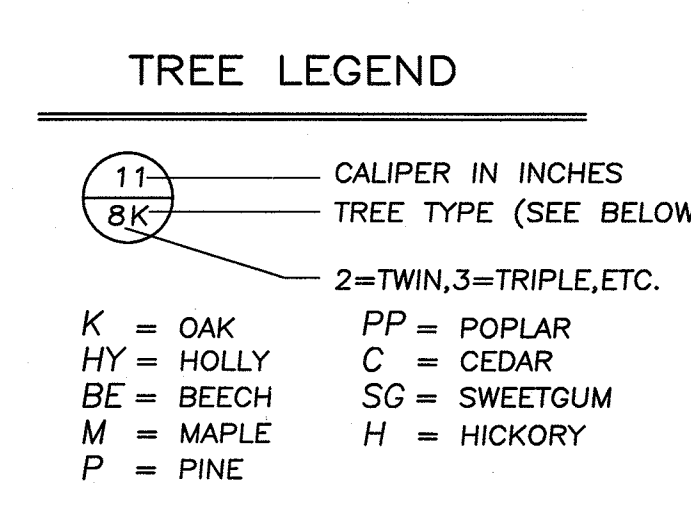 TREE LEGEND
11 CALIPER IN INCHES
8K TREE TYPE (SEE BELOW
2=TWIN,3=TRIPLE,ETC.
K = OAK
HY = HOLLY
BE = BEECH
M = MAPLE
P = PINE
PP = POPLAR
C = CEDAR
SG = SWEETGUM
H = HICKORY